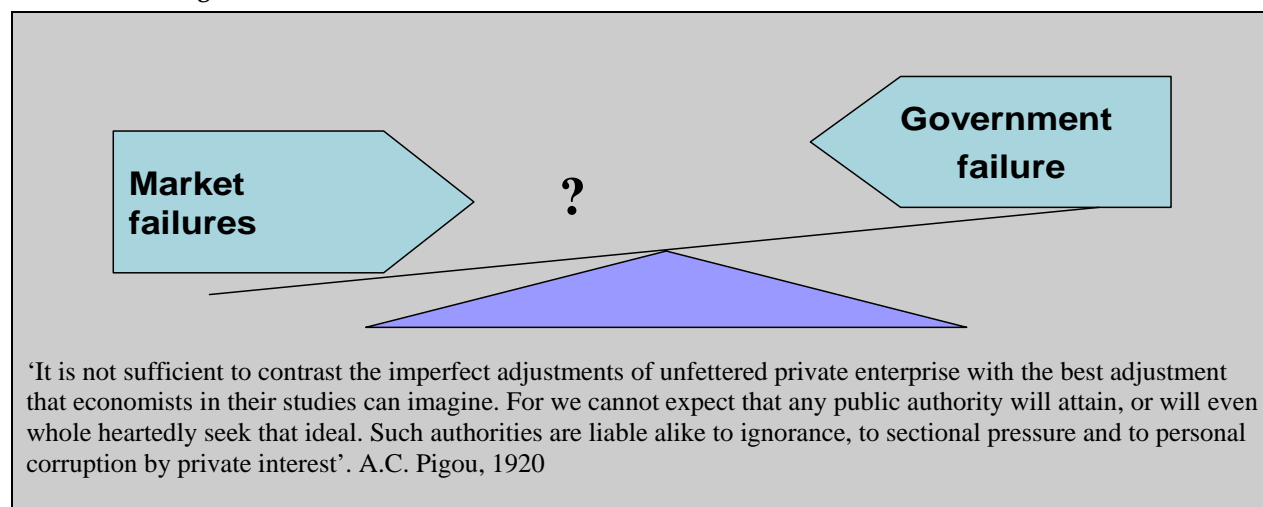 Government
failure
Market
failures
?
‘It is not sufficient to contrast the imperfect adjustments of unfettered private enterprise with the best adjustment
that economists in their studies can imagine. For we cannot expect that any public authority will attain, or will even
whole heartedly seek that ideal. Such authorities are liable alike to ignorance, to sectional pressure and to personal
corruption by private interest’. A.C. Pigou, 1920